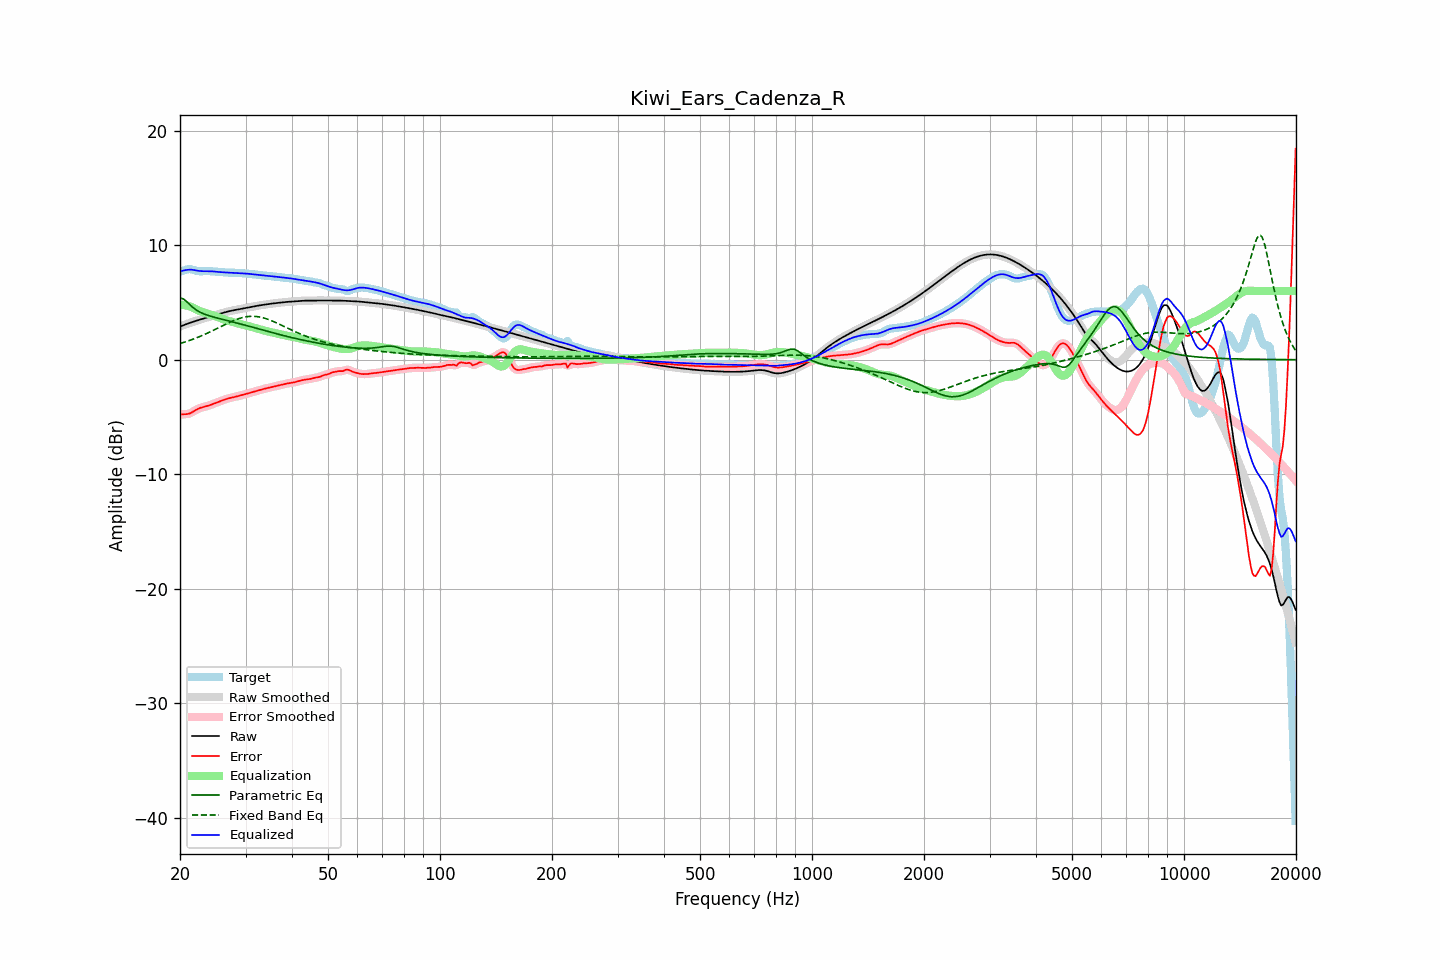 Kiwi_Ears_Cadenza_R
20
10
0
−10
−20
−30
−40
Amplitude (dBr)
Target
Raw Smoothed
Error Smoothed
Raw
Error
Equalization
Parametric Eq
Fixed Band Eq
Equalized
20 50 100 200 500 1000 2000 5000 10000 20000
Frequency (Hz)